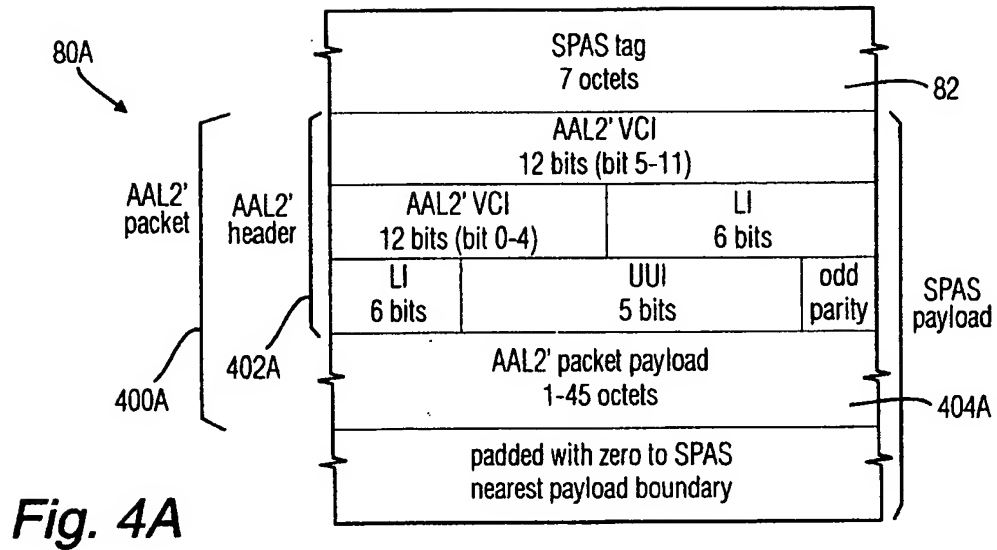 80A
SPAS tag
7 octets
82
AAL2' VCI
12 bits (bit 5-11)
AAL2'
packet
AAL2'
header
AAL2' VCI
12 bits (bit 0-4)
LI
6 bits
LI
6 bits
UUI
5 bits
odd
parity
SPAS
payload
402A
400A
AAL2' packet payload
1-45 octets
404A
padded with zero to SPAS
nearest payload boundary
Fig. 4A